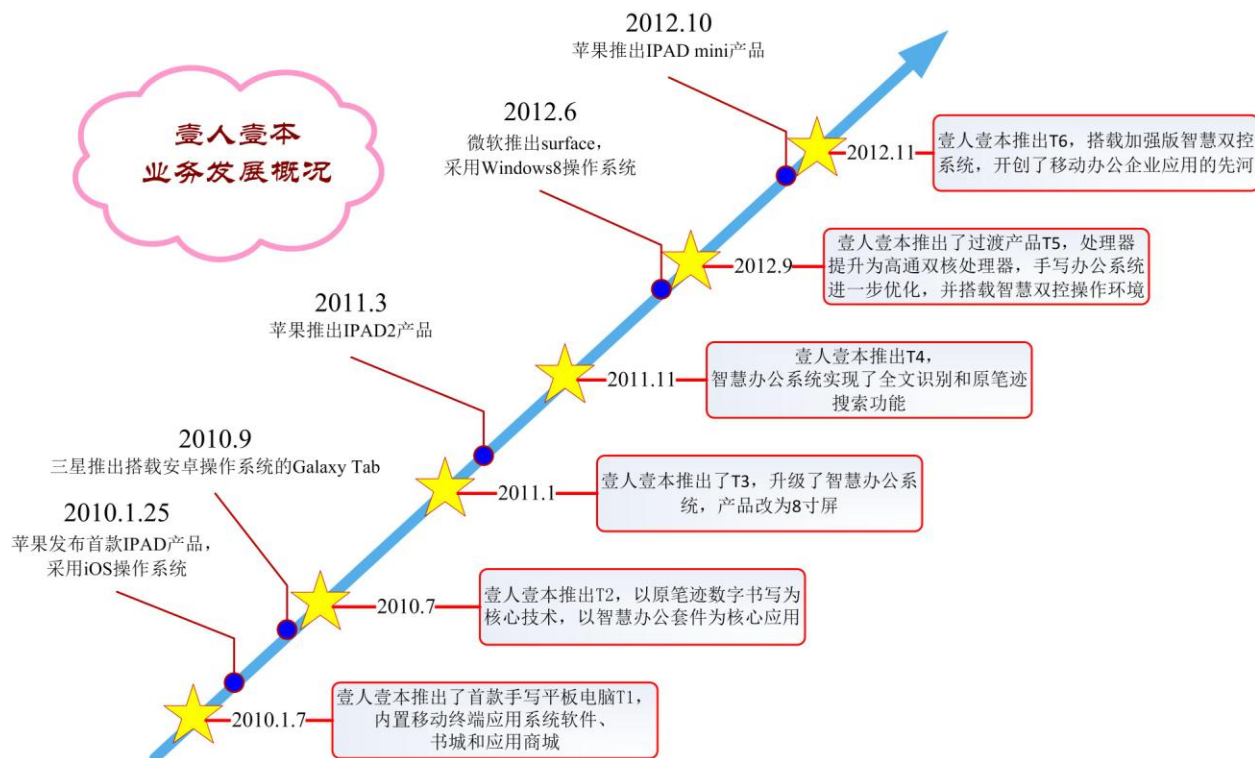 2012.10
苹果推出IPAD mini产品
壹人壹本
业务发展概况
2012.6
微软推出surface，
采用Windows8操作系统
2012.11
壹人壹本推出T6，搭载加强版智慧双控
系统，开创了移动办公企业应用的先河
2012.9
壹人壹本推出了过渡产品T5，处理器
提升为高通双核处理器，手写办公系统
进一步优化，并搭载智慧双控操作环境
2011.3
苹果推出IPAD2产品
2011.11
壹人壹本推出T4，
智慧办公系统实现了全文识别和原笔迹
搜索功能
2010.9
三星推出搭载安卓操作系统的Galaxy Tab
2011.1
壹人壹本推出了T3，升级了智慧办公系
统，产品改为8寸屏
2010.1.25
苹果发布首款IPAD产品，
采用iOS操作系统
2010.7
壹人壹本推出T2，以原笔迹数字书写为
核心技术，以智慧办公套件为核心应用
2010.1.7
壹人壹本推出了首款手写平板电脑T1，
内置移动终端应用系统软件、
书城和应用商城